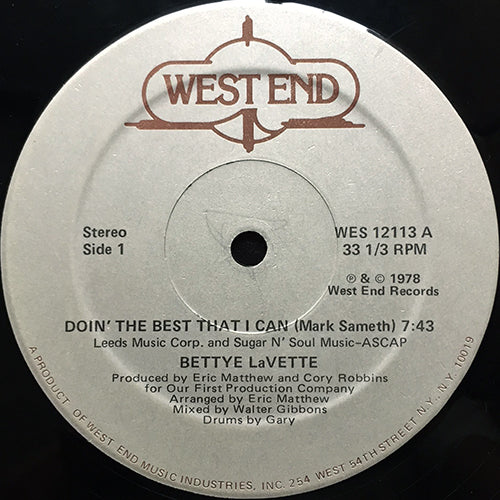 WEST END
Stereo
Side 1
WES 12113 A
33 1/3 RPM
℗ & © 1978
West End Records
DOIN' THE BEST THAT I CAN (Mark Sameth) 7:43
Leeds Music Corp. and Sugar N' Soul Music–ASCAP
BETTYE LaVETTE
Produced by Eric Matthew and Cory Robbins
for Our First Production Company
Arranged by Eric Matthew
Mixed by Walter Gibbons
Drums by Gary
A PRODUCT OF WEST END MUSIC INDUSTRIES, INC. 254 WEST 54TH STREET N.Y., N.Y. 10019